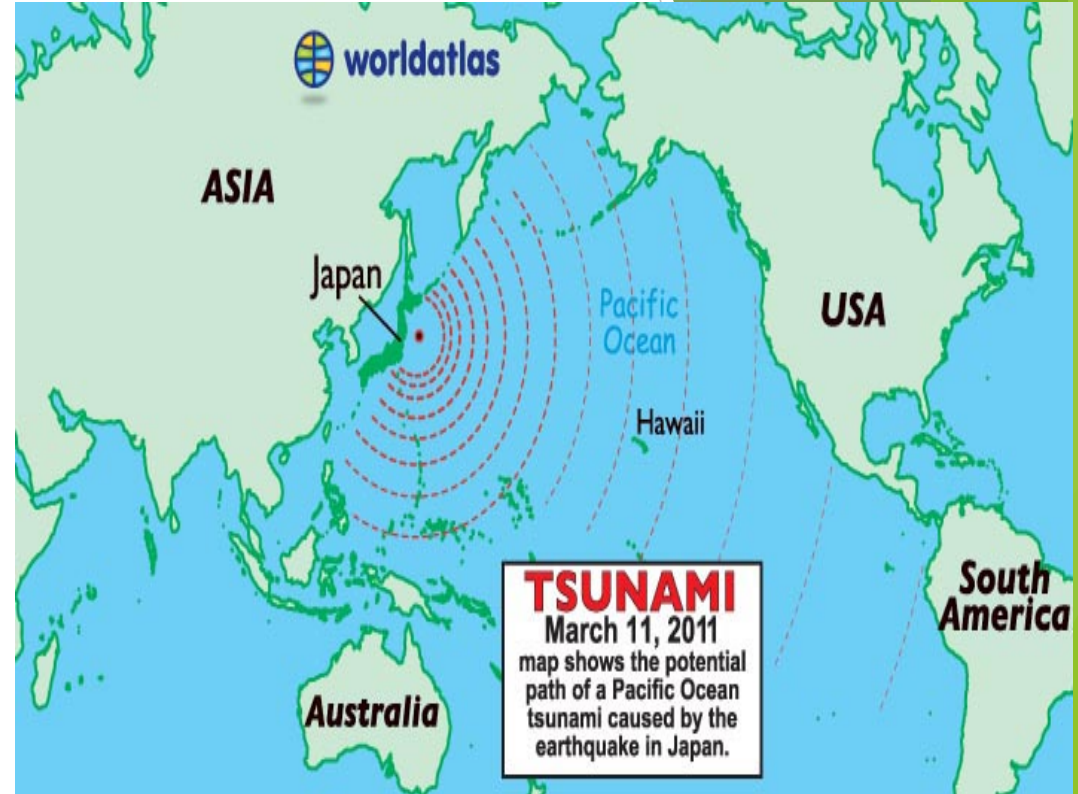 worldatlas
ASIA
Japan
Pacific
Ocean
USA
Hawaii
South
America
Australia
TSUNAMI
March 11, 2011
map shows the potential
path of a Pacific Ocean
tsunami caused by the
earthquake in Japan.